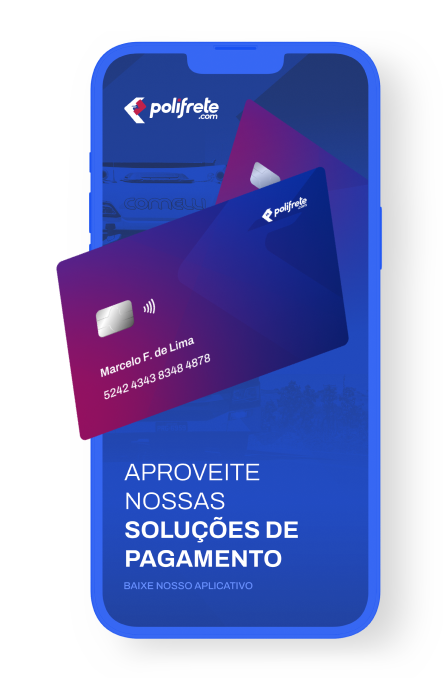 polifrete
.com
polifrete
.com
Marcelo F. de Lima
5242 4343 8348 4878
APROVEITE
NOSSAS
SOLUÇÕES DE
PAGAMENTO
BAIXE NOSSO APLICATIVO